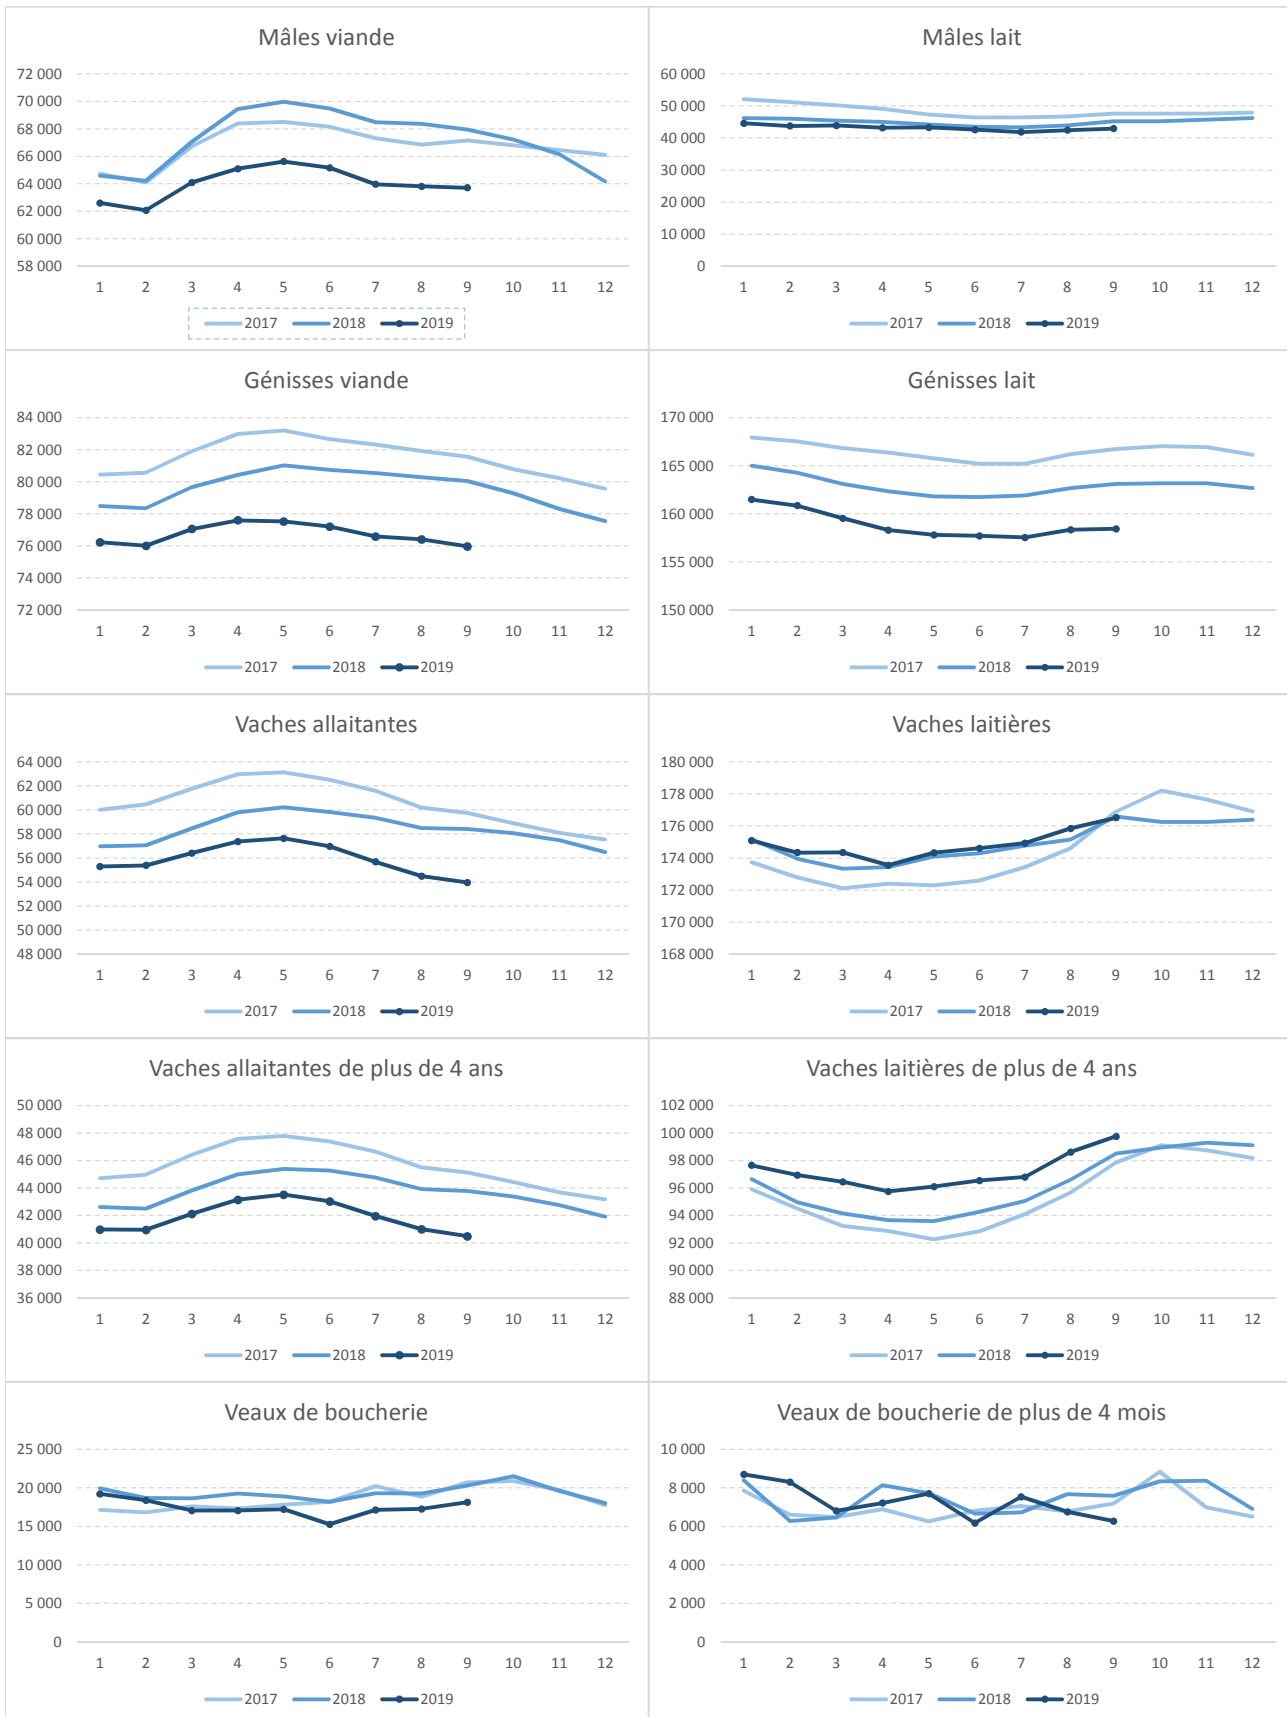 Mâles viande
72 000
70 000
68 000
66 000
64 000
62 000
60 000
58 000
1 2 3 4 5 6 7 8 9 10 11 12
2017 2018 2019
Mâles lait
60 000
50 000
40 000
30 000
20 000
10 000
0
1 2 3 4 5 6 7 8 9 10 11 12
2017 2018 2019
Génisses viande
84 000
82 000
80 000
78 000
76 000
74 000
72 000
1 2 3 4 5 6 7 8 9 10 11 12
2017 2018 2019
Génisses lait
170 000
165 000
160 000
155 000
150 000
1 2 3 4 5 6 7 8 9 10 11 12
2017 2018 2019
Vaches allaitantes
64 000
62 000
60 000
58 000
56 000
54 000
52 000
50 000
48 000
1 2 3 4 5 6 7 8 9 10 11 12
2017 2018 2019
Vaches laitières
180 000
178 000
176 000
174 000
172 000
170 000
168 000
1 2 3 4 5 6 7 8 9 10 11 12
2017 2018 2019
Vaches allaitantes de plus de 4 ans
50 000
48 000
46 000
44 000
42 000
40 000
38 000
36 000
1 2 3 4 5 6 7 8 9 10 11 12
2017 2018 2019
Vaches laitières de plus de 4 ans
102 000
100 000
98 000
96 000
94 000
92 000
90 000
88 000
1 2 3 4 5 6 7 8 9 10 11 12
2017 2018 2019
Veaux de boucherie
25 000
20 000
15 000
10 000
5 000
0
1 2 3 4 5 6 7 8 9 10 11 12
2017 2018 2019
Veaux de boucherie de plus de 4 mois
10 000
8 000
6 000
4 000
2 000
0
1 2 3 4 5 6 7 8 9 10 11 12
2017 2018 2019